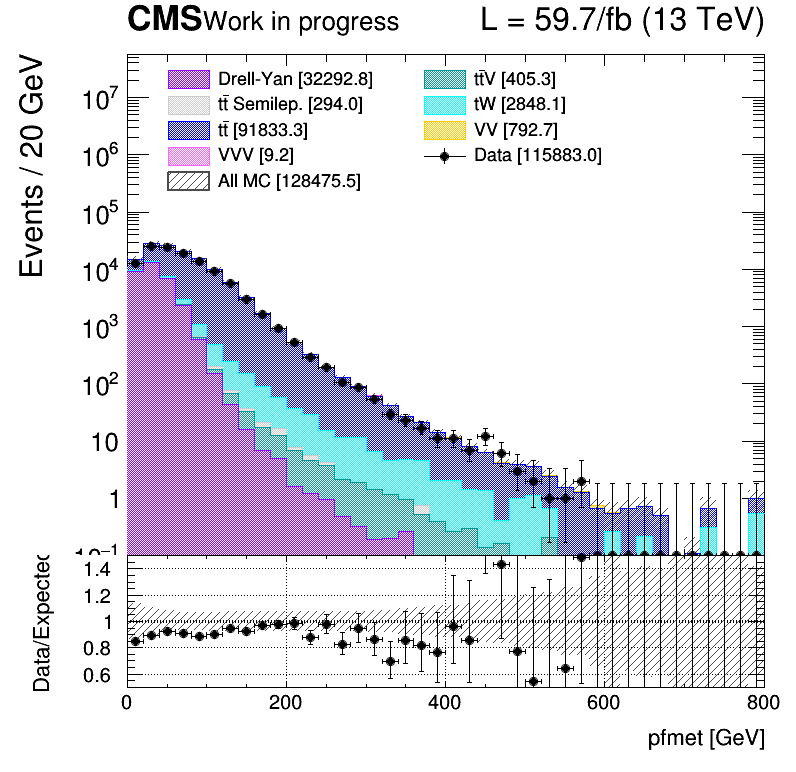 CMS Work in progress L = 59.7/fb (13 TeV)
Events / 20 GeV
Drell-Yan [32292.8]
tt̄V [405.3]
tt̄ Semilep. [294.0]
tW [2848.1]
tt̄ [91833.3]
VV [792.7]
VVV [9.2]
Data [115883.0]
All MC [128475.5]
10⁷
10⁶
10⁵
10⁴
10³
10²
10
1
10⁻¹
Data/Expected
1.4
1.2
1
0.8
0.6
0 200 400 600 800
pfmet [GeV]